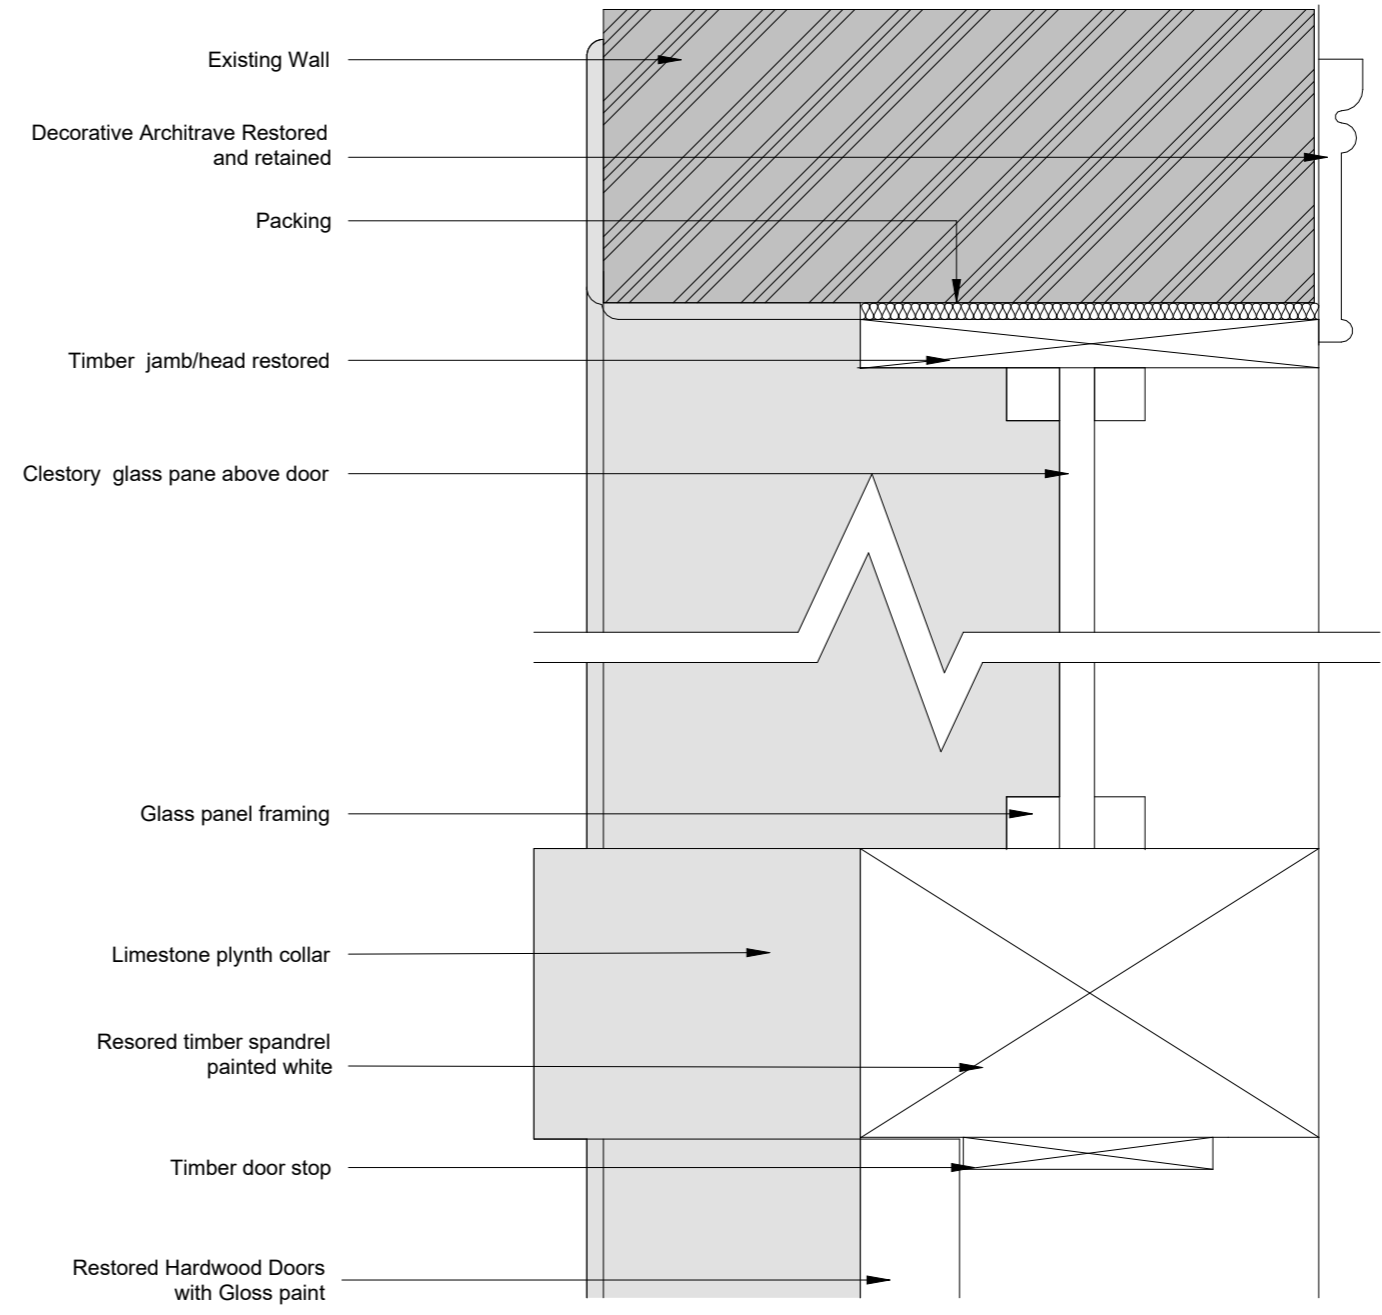 Existing Wall
Decorative Architrave Restored
and retained
Packing
Timber jamb/head restored
Clestory glass pane above door
Glass panel framing
Limestone plynth collar
Resored timber spandrel
painted white
Timber door stop
Restored Hardwood Doors
with Gloss paint